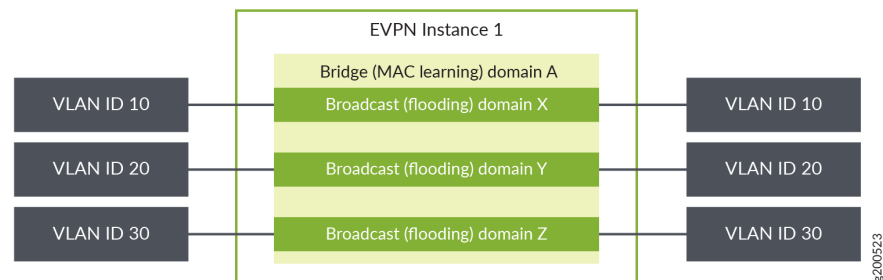 EVPN Instance 1
Bridge (MAC learning) domain A
VLAN ID 10
Broadcast (flooding) domain X
VLAN ID 10
VLAN ID 20
Broadcast (flooding) domain Y
VLAN ID 20
VLAN ID 30
Broadcast (flooding) domain Z
VLAN ID 30
g200523